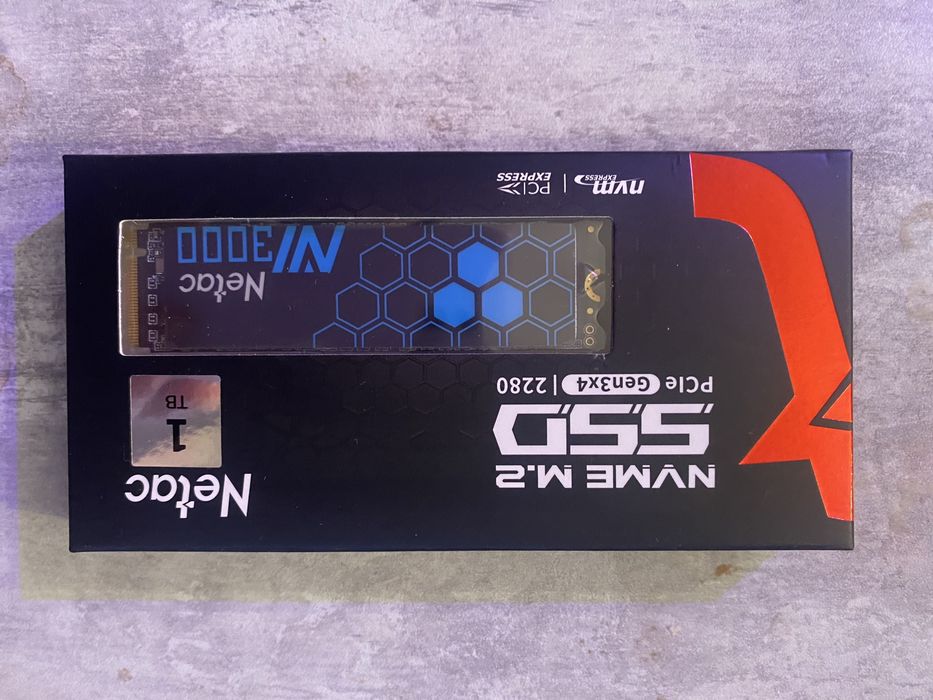 Netac
NVME M.2
SSD
1
TB
PCIe Gen3x4 | 2280
Netac
NV3000
nvm
EXPRESS
PCI
EXPRESS